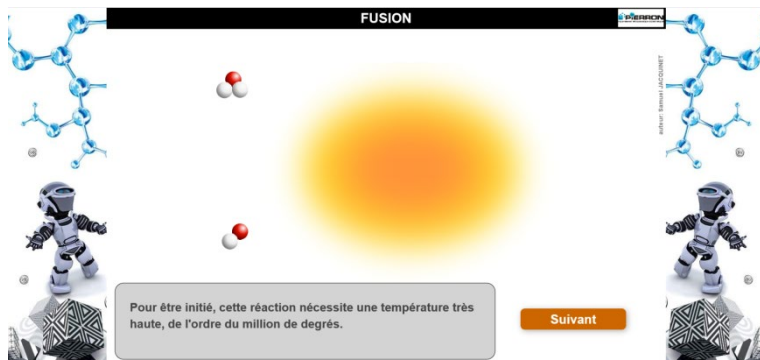 FUSION
PIERRON
auteur: Samuel JACQUINET
Pour être initié, cette réaction nécessite une température très
haute, de l'ordre du million de degrés.
Suivant